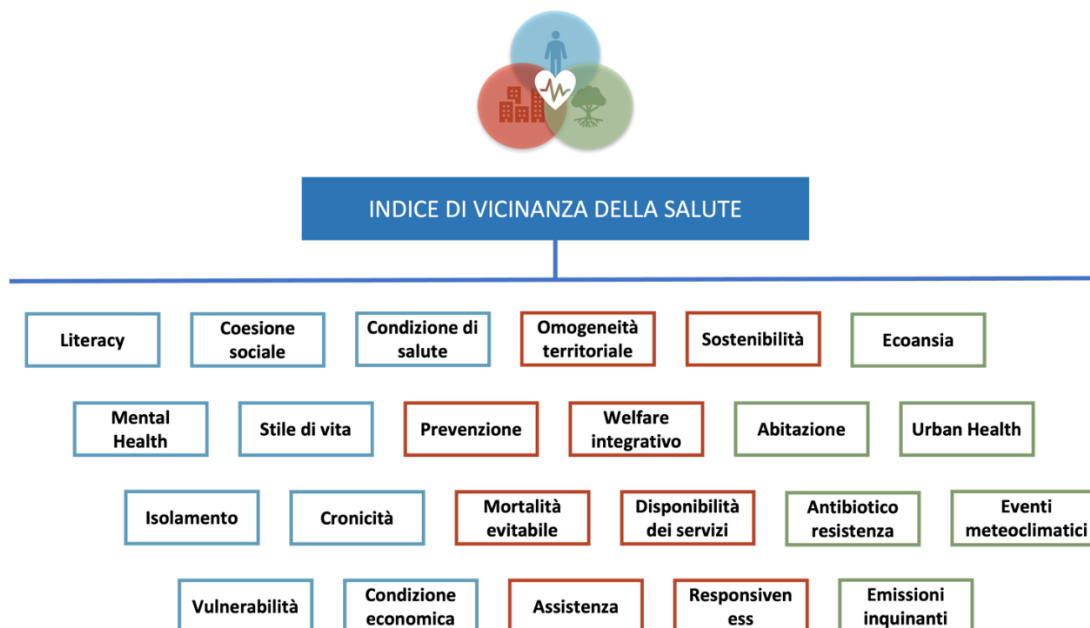 INDICE DI VICINANZA DELLA SALUTE
Literacy
Coesione
sociale
Condizione di
salute
Omogeneità
territoriale
Sostenibilità
Ecoansia
Mental
Health
Stile di vita
Prevenzione
Welfare
integrativo
Abitazione
Urban Health
Isolamento
Cronicità
Mortalità
evitabile
Disponibilità
dei servizi
Antibiotico
resistenza
Eventi
meteoclimatici
Vulnerabilità
Condizione
economica
Assistenza
Responsiven
ess
Emissioni
inquinanti